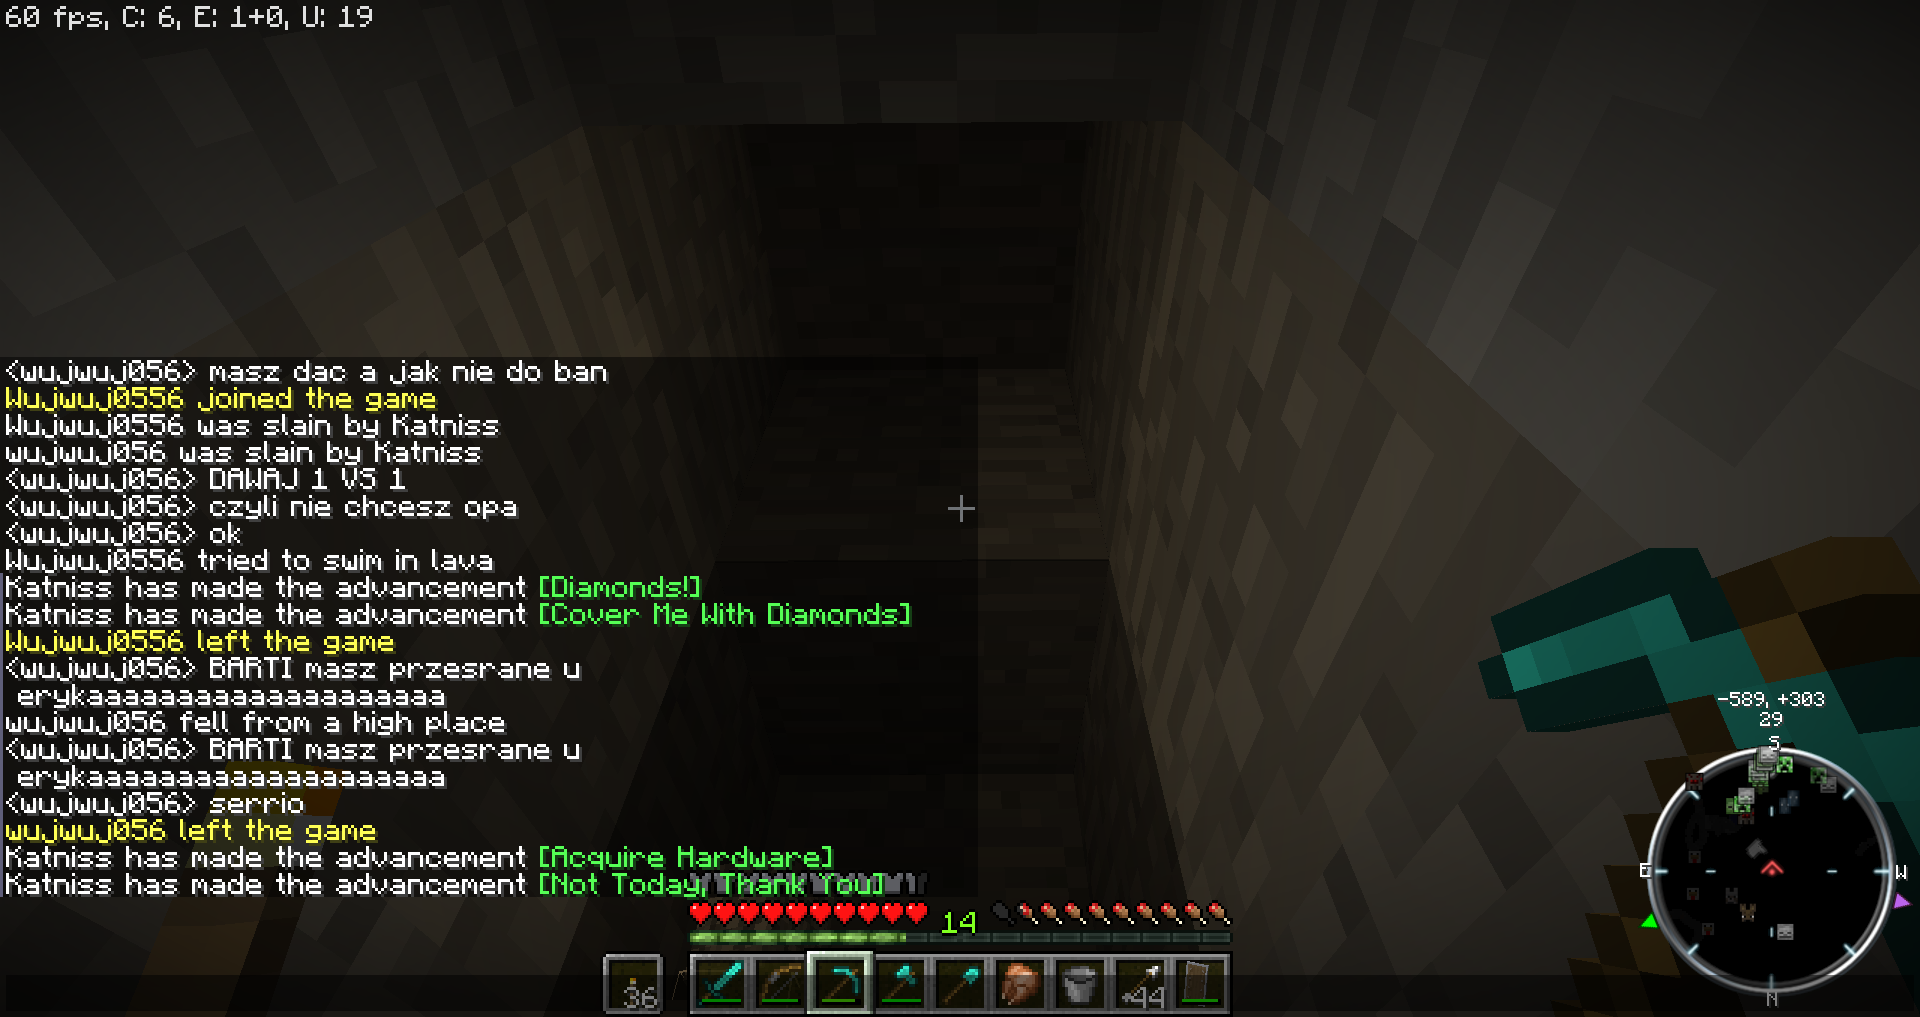 60 fps, C: 6, E: 1+0, U: 19
<wujwuj056> masz dac a jak nie do ban
Wujwuj0556 joined the game
Wujwuj0556 was slain by Katniss
wujwuj056 was slain by Katniss
<wujwuj056> DAWAJ 1 VS 1
<wujwuj056> czyli nie chcesz opa
<wujwuj056> ok
Wujwuj0556 tried to swim in lava
Katniss has made the advancement [Diamonds!]
Katniss has made the advancement [Cover Me With Diamonds]
Wujwuj0556 left the game
<wujwuj056> BARTI masz przesrane u
erykaaaaaaaaaaaaaaaaaaaaa
wujwuj056 fell from a high place
<wujwuj056> BARTI masz przesrane u
erykaaaaaaaaaaaaaaaaaaaaa
<wujwuj056> serrio
wujwuj056 left the game
Katniss has made the advancement [Acquire Hardware]
Katniss has made the advancement [Not Today, Thank You]
14
36
44
-589, +303
29
S
E
W
N